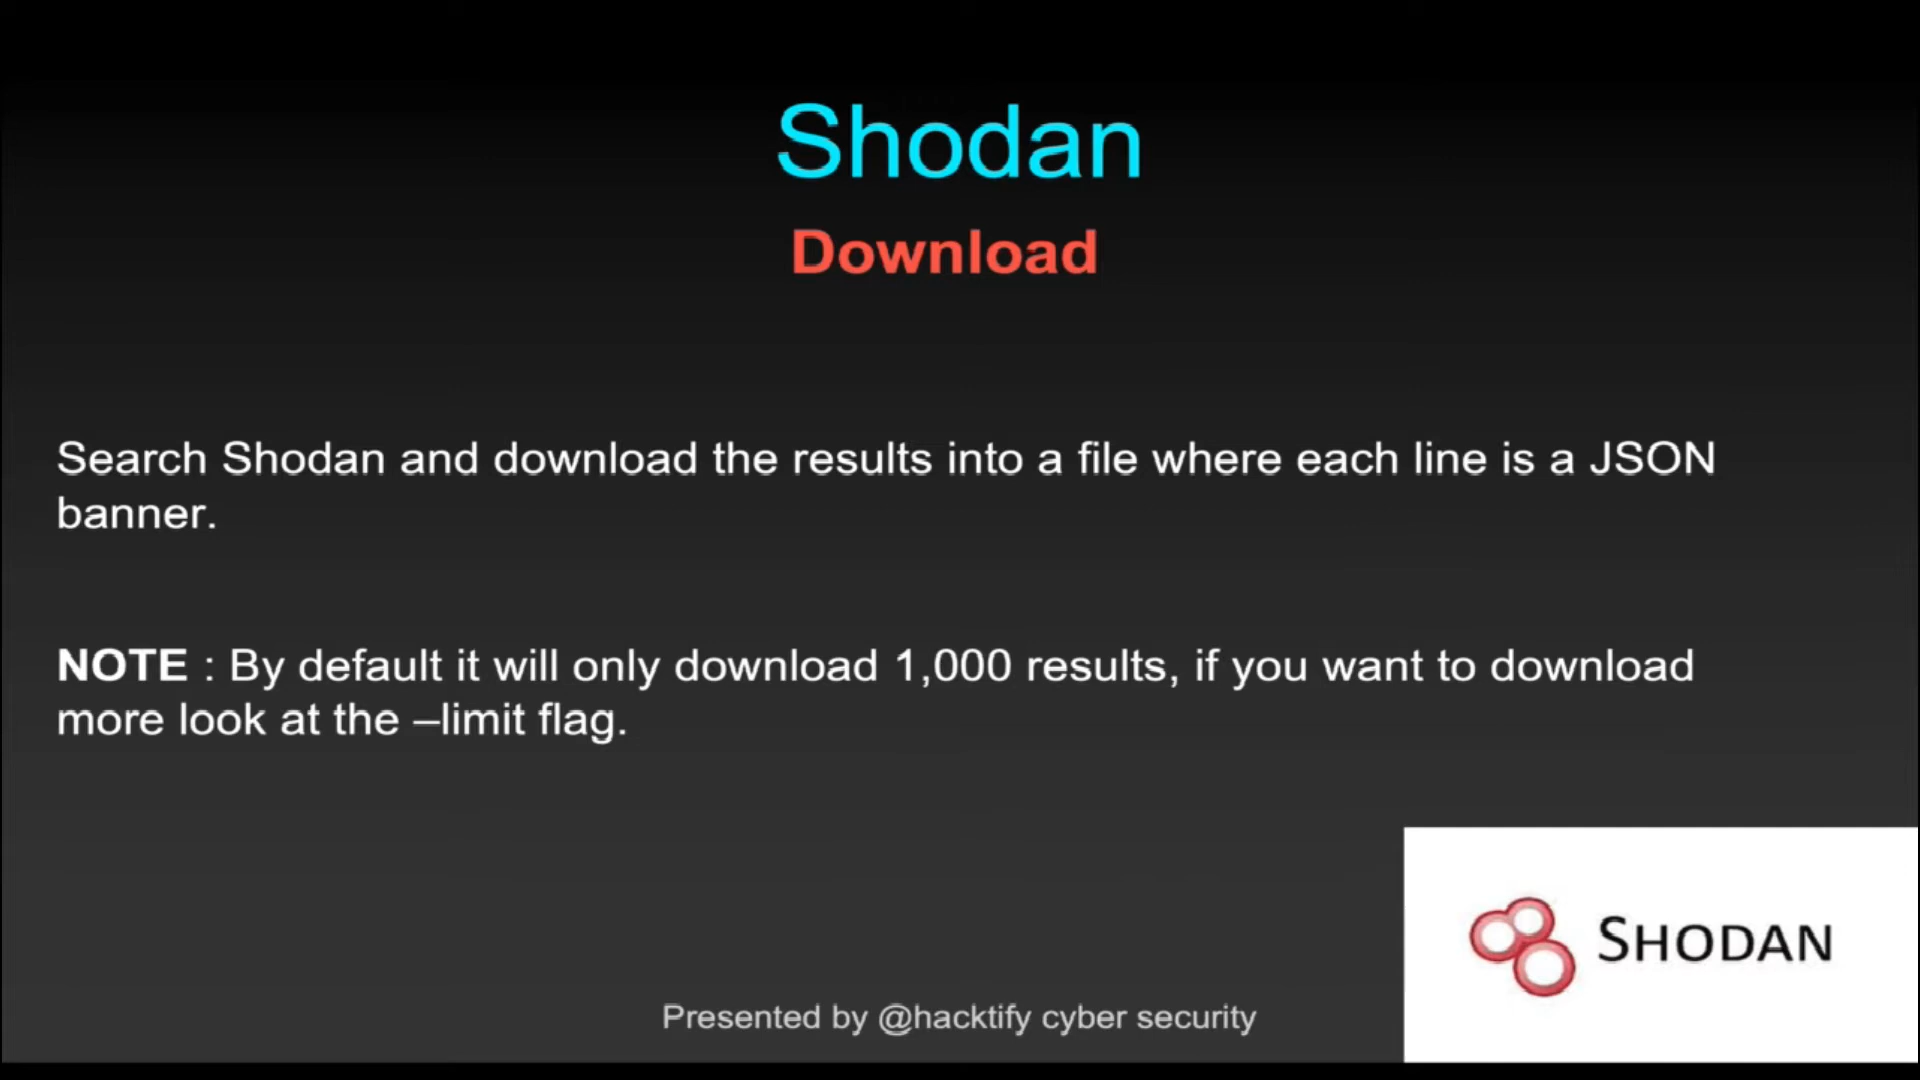 Shodan
Download
Search Shodan and download the results into a file where each line is a JSON
banner.
NOTE : By default it will only download 1,000 results, if you want to download
more look at the –limit flag.
SHODAN
Presented by @hacktify cyber security